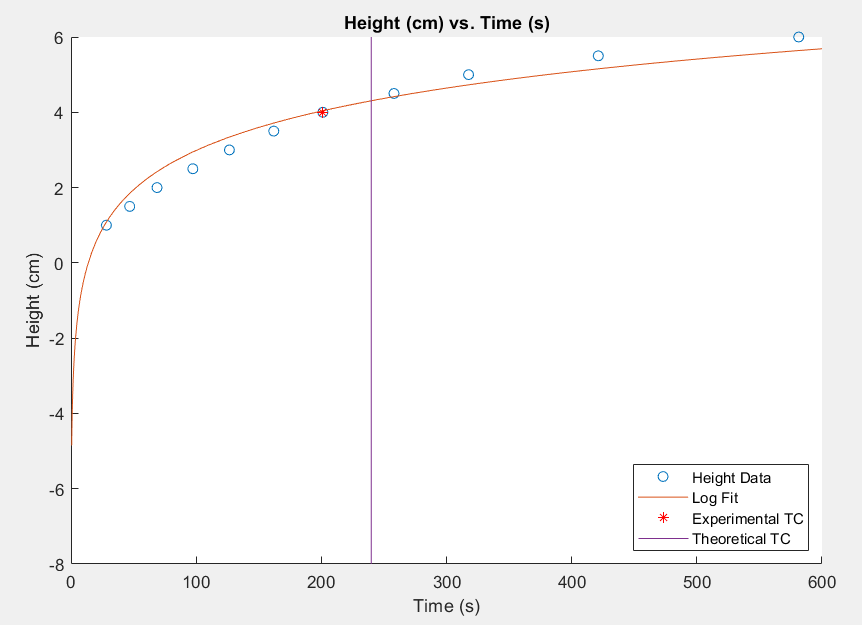 Height (cm) vs. Time (s)
6
4
2
0
-2
-4
-6
-8
Height (cm)
0 100 200 300 400 500 600
Time (s)
Height Data
Log Fit
Experimental TC
Theoretical TC